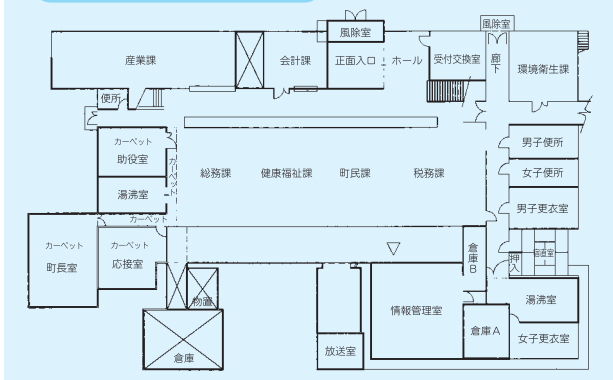 風除室
風除室
産業課
会計課
正面入口
ホール
受付交換室
廊下
環境衛生課
便所
カーペット
助役室
カーペット
総務課
健康福祉課
町民課
税務課
男子便所
女子便所
湯沸室
男子更衣室
カーペット
カーペット
町長室
カーペット
応接室
倉庫B
押入
宿直室
物置
倉庫
放送室
情報管理室
倉庫A
湯沸室
女子更衣室